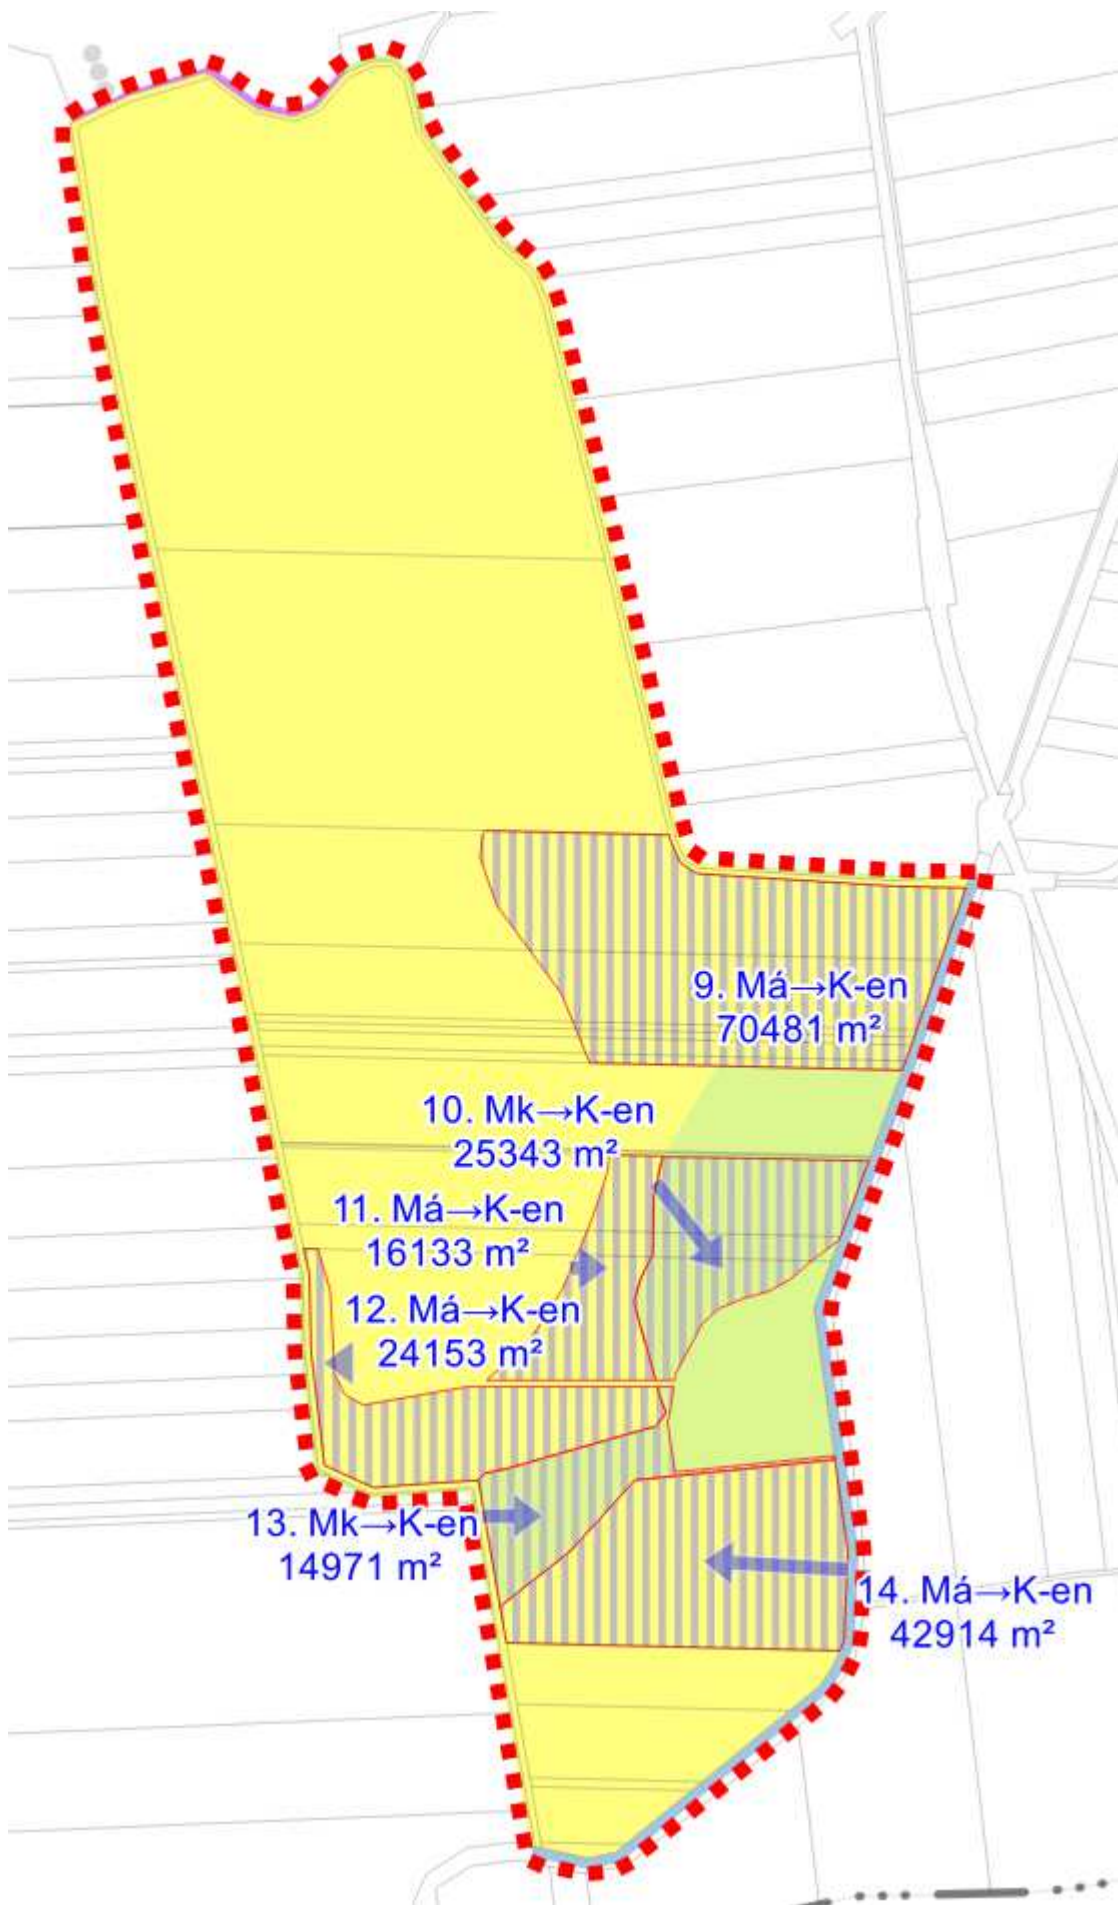 9. Má→K-en
70481 m²
10. Mk→K-en
25343 m²
11. Má→K-en
16133 m²
12. Má→K-en
24153 m²
13. Mk→K-en
14971 m²
14. Má→K-en
42914 m²